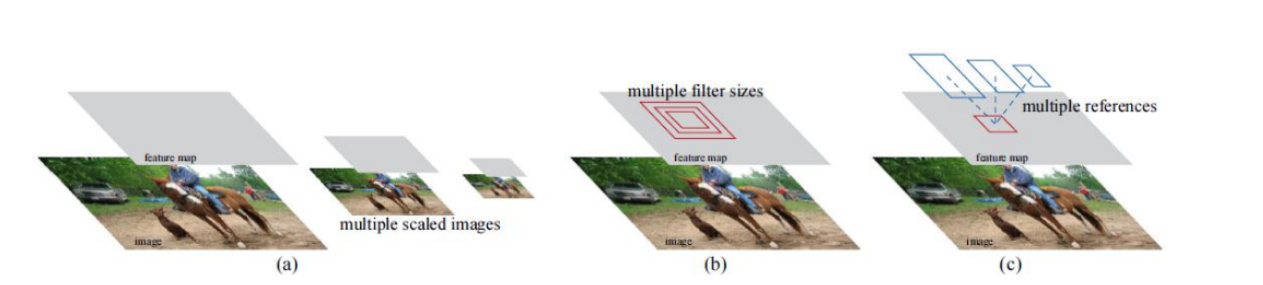 feature map
image
multiple scaled images
(a)
multiple filter sizes
feature map
image
(b)
multiple references
feature map
image
(c)